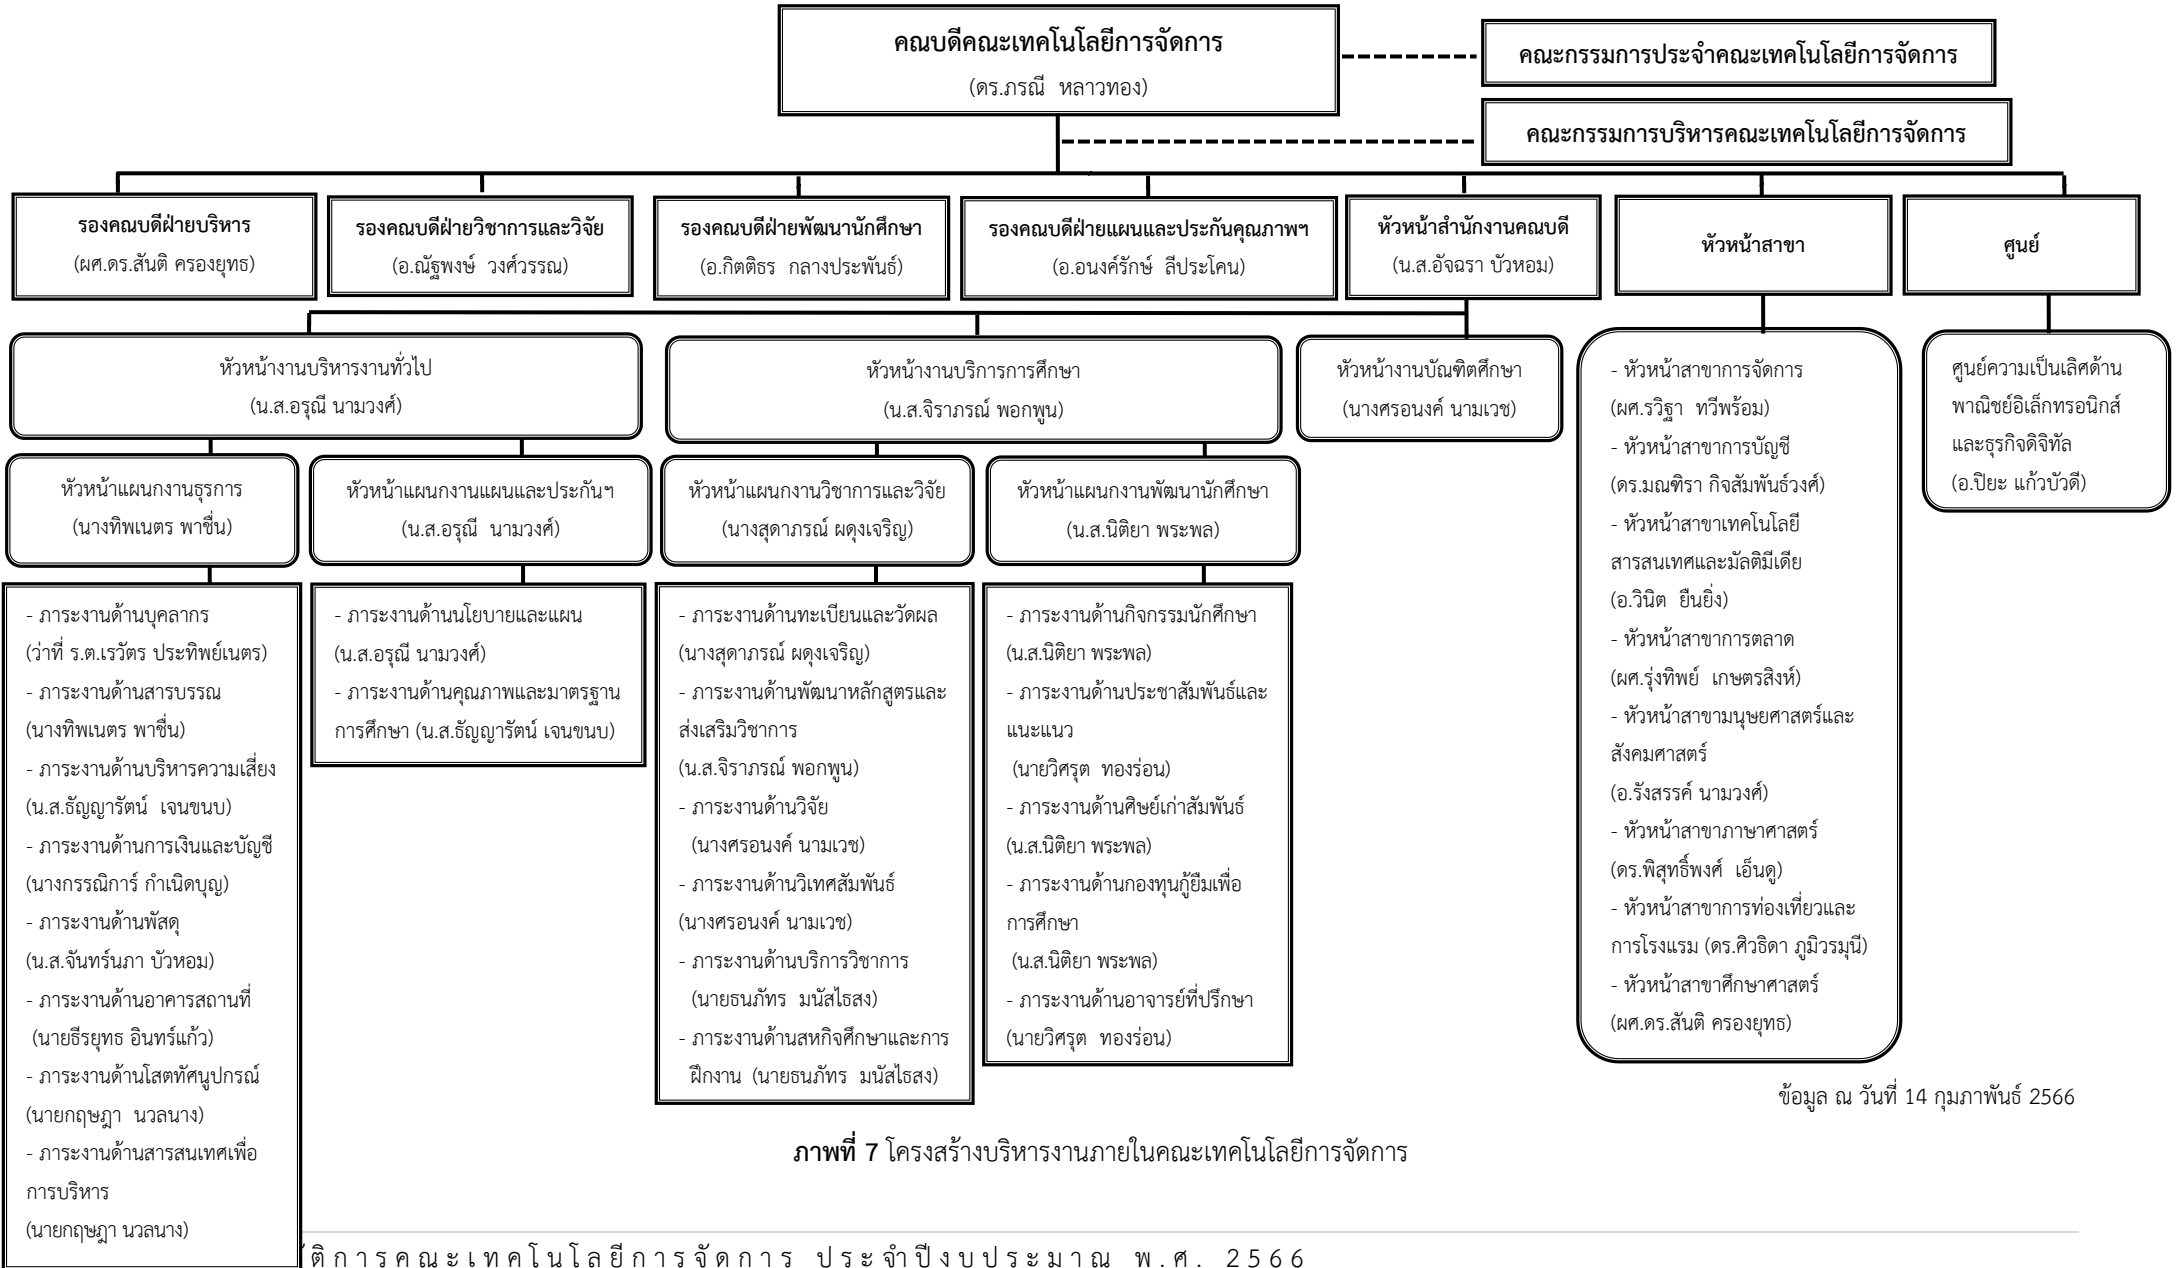 คณบดีคณะเทคโนโลยีการจัดการ
(ดร.ภรณี หลาวทอง)
คณะกรรมการประจำคณะเทคโนโลยีการจัดการ
คณะกรรมการบริหารคณะเทคโนโลยีการจัดการ
รองคณบดีฝ่ายบริหาร
(ผศ.ดร.สันติ ครองยุทธ)
รองคณบดีฝ่ายวิชาการและวิจัย
(อ.ณัฐพงษ์ วงศ์วรรณ)
รองคณบดีฝ่ายพัฒนานักศึกษา
(อ.กิตติธร กลางประพันธ์)
รองคณบดีฝ่ายแผนและประกันคุณภาพฯ
(อ.อนงค์รักษ์ ลีประโคน)
หัวหน้าสำนักงานคณบดี
(น.ส.อัจฉรา บัวหอม)
หัวหน้าสาขา
ศูนย์
หัวหน้างานบริหารงานทั่วไป
(น.ส.อรุณี นามวงศ์)
หัวหน้างานบริการการศึกษา
(น.ส.จิราภรณ์ พอกพูน)
หัวหน้างานบัณฑิตศึกษา
(นางศรอนงค์ นามเวช)
หัวหน้าแผนกงานธุรการ
(นางทิพเนตร พาชื่น)
หัวหน้าแผนกงานแผนและประกันฯ
(น.ส.อรุณี นามวงศ์)
หัวหน้าแผนกงานวิชาการและวิจัย
(นางสุดาภรณ์ ผดุงเจริญ)
หัวหน้าแผนกงานพัฒนานักศึกษา
(น.ส.นิติยา พระพล)
- ภาระงานด้านบุคลากร
(ว่าที่ ร.ต.เรวัตร ประทิพย์เนตร)
- ภาระงานด้านสารบรรณ
(นางทิพเนตร พาชื่น)
- ภาระงานด้านบริหารความเสี่ยง
(น.ส.ธัญญารัตน์ เจนขนบ)
- ภาระงานด้านการเงินและบัญชี
(นางกรรณิการ์ กำเนิดบุญ)
- ภาระงานด้านพัสดุ
(น.ส.จันทร์นภา บัวหอม)
- ภาระงานด้านอาคารสถานที่
(นายธีรยุทธ อินทร์แก้ว)
- ภาระงานด้านโสตทัศนูปกรณ์
(นายกฤษฎา นวลนาง)
- ภาระงานด้านสารสนเทศเพื่อ
การบริหาร
(นายกฤษฎา นวลนาง)
- ภาระงานด้านนโยบายและแผน
(น.ส.อรุณี นามวงศ์)
- ภาระงานด้านคุณภาพและมาตรฐาน
การศึกษา (น.ส.ธัญญารัตน์ เจนขนบ)
- ภาระงานด้านทะเบียนและวัดผล
(นางสุดาภรณ์ ผดุงเจริญ)
- ภาระงานด้านพัฒนาหลักสูตรและ
ส่งเสริมวิชาการ
(น.ส.จิราภรณ์ พอกพูน)
- ภาระงานด้านวิจัย
(นางศรอนงค์ นามเวช)
- ภาระงานด้านวิเทศสัมพันธ์
(นางศรอนงค์ นามเวช)
- ภาระงานด้านบริการวิชาการ
(นายธนภัทร มนัสไธสง)
- ภาระงานด้านสหกิจศึกษาและการ
ฝึกงาน (นายธนภัทร มนัสไธสง)
- ภาระงานด้านกิจกรรมนักศึกษา
(น.ส.นิติยา พระพล)
- ภาระงานด้านประชาสัมพันธ์และ
แนะแนว
(นายวิศรุต ทองร่อน)
- ภาระงานด้านศิษย์เก่าสัมพันธ์
(น.ส.นิติยา พระพล)
- ภาระงานด้านกองทุนกู้ยืมเพื่อ
การศึกษา
(น.ส.นิติยา พระพล)
- ภาระงานด้านอาจารย์ที่ปรึกษา
(นายวิศรุต ทองร่อน)
- หัวหน้าสาขาการจัดการ
(ผศ.รวิฐา ทวีพร้อม)
- หัวหน้าสาขาการบัญชี
(ดร.มณฑิรา กิจสัมพันธ์วงศ์)
- หัวหน้าสาขาเทคโนโลยี
สารสนเทศและมัลติมีเดีย
(อ.วินิต ยืนยิ่ง)
- หัวหน้าสาขาการตลาด
(ผศ.รุ่งทิพย์ เกษตรสิงห์)
- หัวหน้าสาขามนุษยศาสตร์และ
สังคมศาสตร์
(อ.รังสรรค์ นามวงศ์)
- หัวหน้าสาขาภาษาศาสตร์
(ดร.พิสุทธิ์พงศ์ เอ็นดู)
- หัวหน้าสาขาการท่องเที่ยวและ
การโรงแรม (ดร.ศิวธิดา ภูมิวรมุนี)
- หัวหน้าสาขาศึกษาศาสตร์
(ผศ.ดร.สันติ ครองยุทธ)
ศูนย์ความเป็นเลิศด้าน
พาณิชย์อิเล็กทรอนิกส์
และธุรกิจดิจิทัล
(อ.ปิยะ แก้วบัวดี)
ข้อมูล ณ วันที่ 14 กุมภาพันธ์ 2566
ภาพที่ 7 โครงสร้างบริหารงานภายในคณะเทคโนโลยีการจัดการ
ติการคณะเทคโนโลยีการจัดการ ประจำปีงบประมาณ พ.ศ. 2566